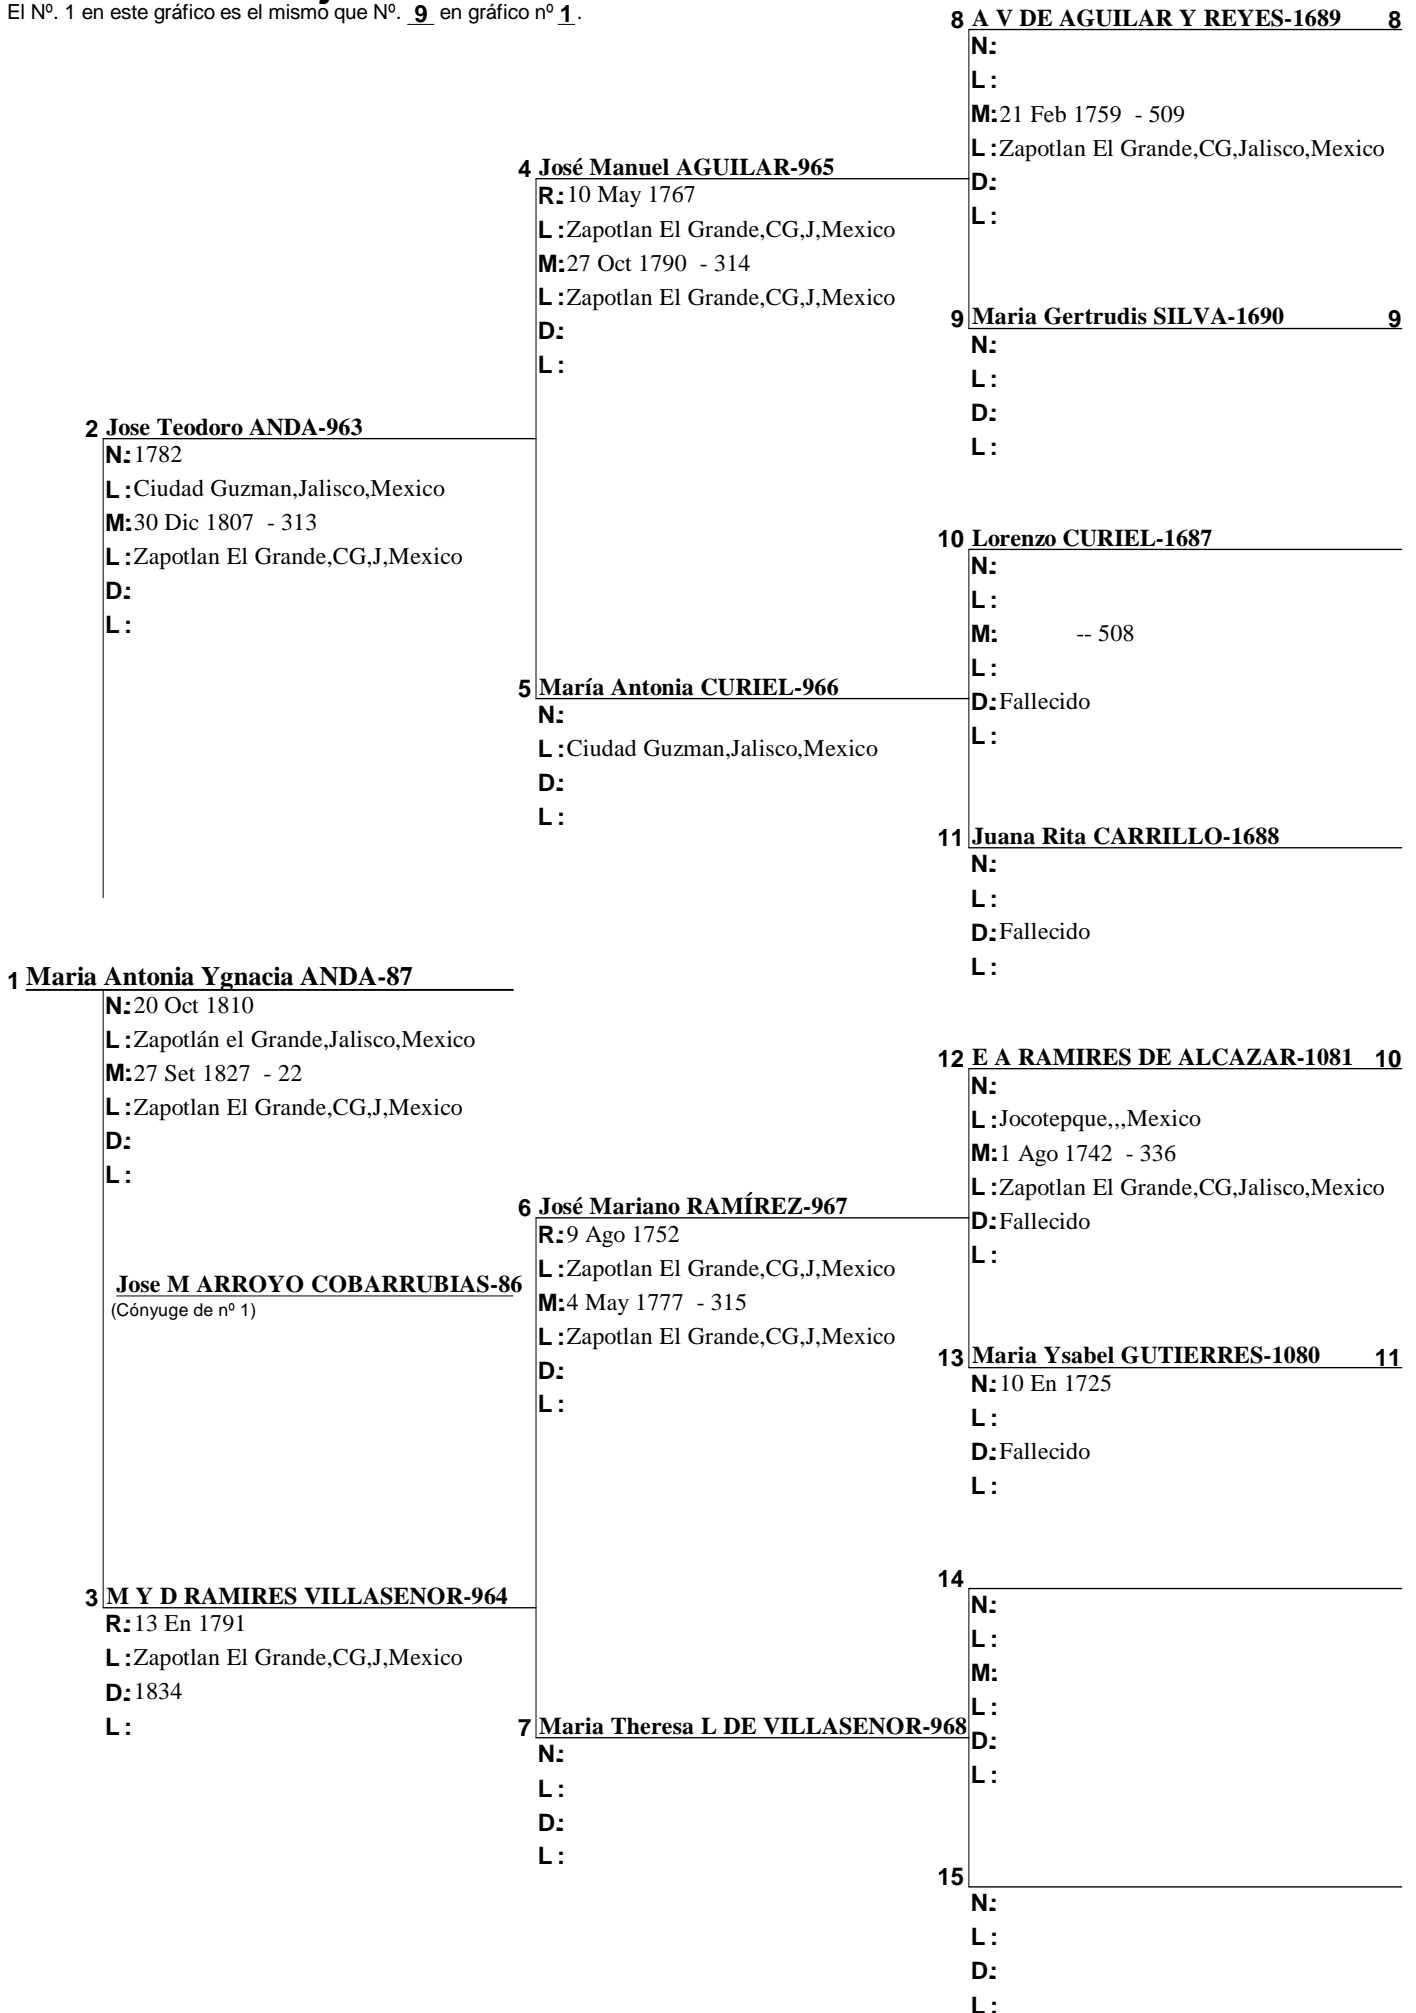 El Nº. 1 en este gráfico es el mismo que Nº. 9 en gráfico nº 1.
8 A V DE AGUILAR Y REYES-1689 8
N:
L:
M: 21 Feb 1759 - 509
L: Zapotlan El Grande,CG,Jalisco,Mexico
D:
L:
4 José Manuel AGUILAR-965
R: 10 May 1767
L: Zapotlan El Grande,CG,J,Mexico
M: 27 Oct 1790 - 314
L: Zapotlan El Grande,CG,J,Mexico
D:
L:
9 Maria Gertrudis SILVA-1690 9
N:
L:
D:
L:
2 Jose Teodoro ANDA-963
N: 1782
L: Ciudad Guzman,Jalisco,Mexico
M: 30 Dic 1807 - 313
L: Zapotlan El Grande,CG,J,Mexico
D:
L:
10 Lorenzo CURIEL-1687
N:
L:
M: -- 508
L:
D: Fallecido
L:
5 María Antonia CURIEL-966
N:
L: Ciudad Guzman,Jalisco,Mexico
D:
L:
11 Juana Rita CARRILLO-1688
N:
L:
D: Fallecido
L:
1 Maria Antonia Ygnacia ANDA-87
N: 20 Oct 1810
L: Zapotlán el Grande,Jalisco,Mexico
M: 27 Set 1827 - 22
L: Zapotlan El Grande,CG,J,Mexico
D:
L:
12 E A RAMIRES DE ALCAZAR-1081 10
N:
L: Jocotepque,,,Mexico
M: 1 Ago 1742 - 336
L: Zapotlan El Grande,CG,Jalisco,Mexico
D: Fallecido
L:
6 José Mariano RAMÍREZ-967
R: 9 Ago 1752
L: Zapotlan El Grande,CG,J,Mexico
M: 4 May 1777 - 315
L: Zapotlan El Grande,CG,J,Mexico
D:
L:
Jose M ARROYO COBARRUBIAS-86
(Cónyuge de nº 1)
13 Maria Ysabel GUTIERRES-1080 11
N: 10 En 1725
L:
D: Fallecido
L:
3 M Y D RAMIRES VILLASENOR-964
R: 13 En 1791
L: Zapotlan El Grande,CG,J,Mexico
D: 1834
L:
14
N:
L:
M:
L:
D:
L:
7 Maria Theresa L DE VILLASENOR-968
N:
L:
D:
L:
15
N:
L:
D:
L: